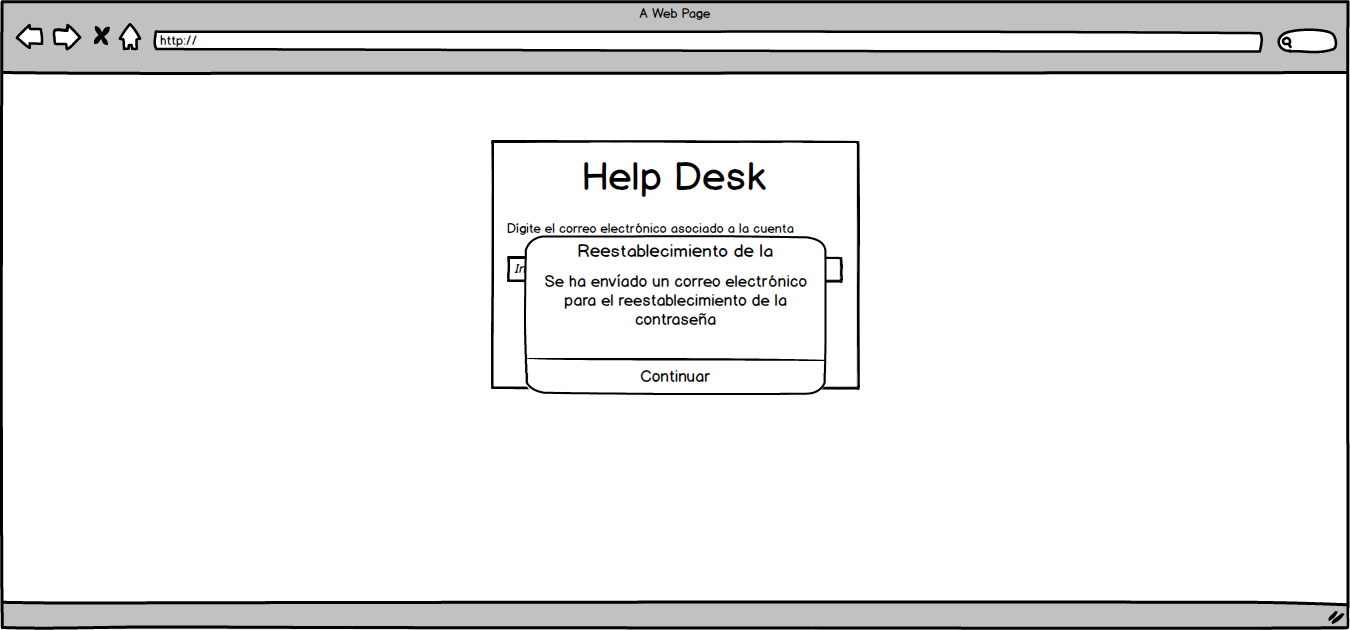 A Web Page
http://
Help Desk
Dígite el correo electrónico asociado a la cuenta
In
Reestablecimiento de la
Se ha envíado un correo electrónico
para el reestablecimiento de la
contraseña
Continuar